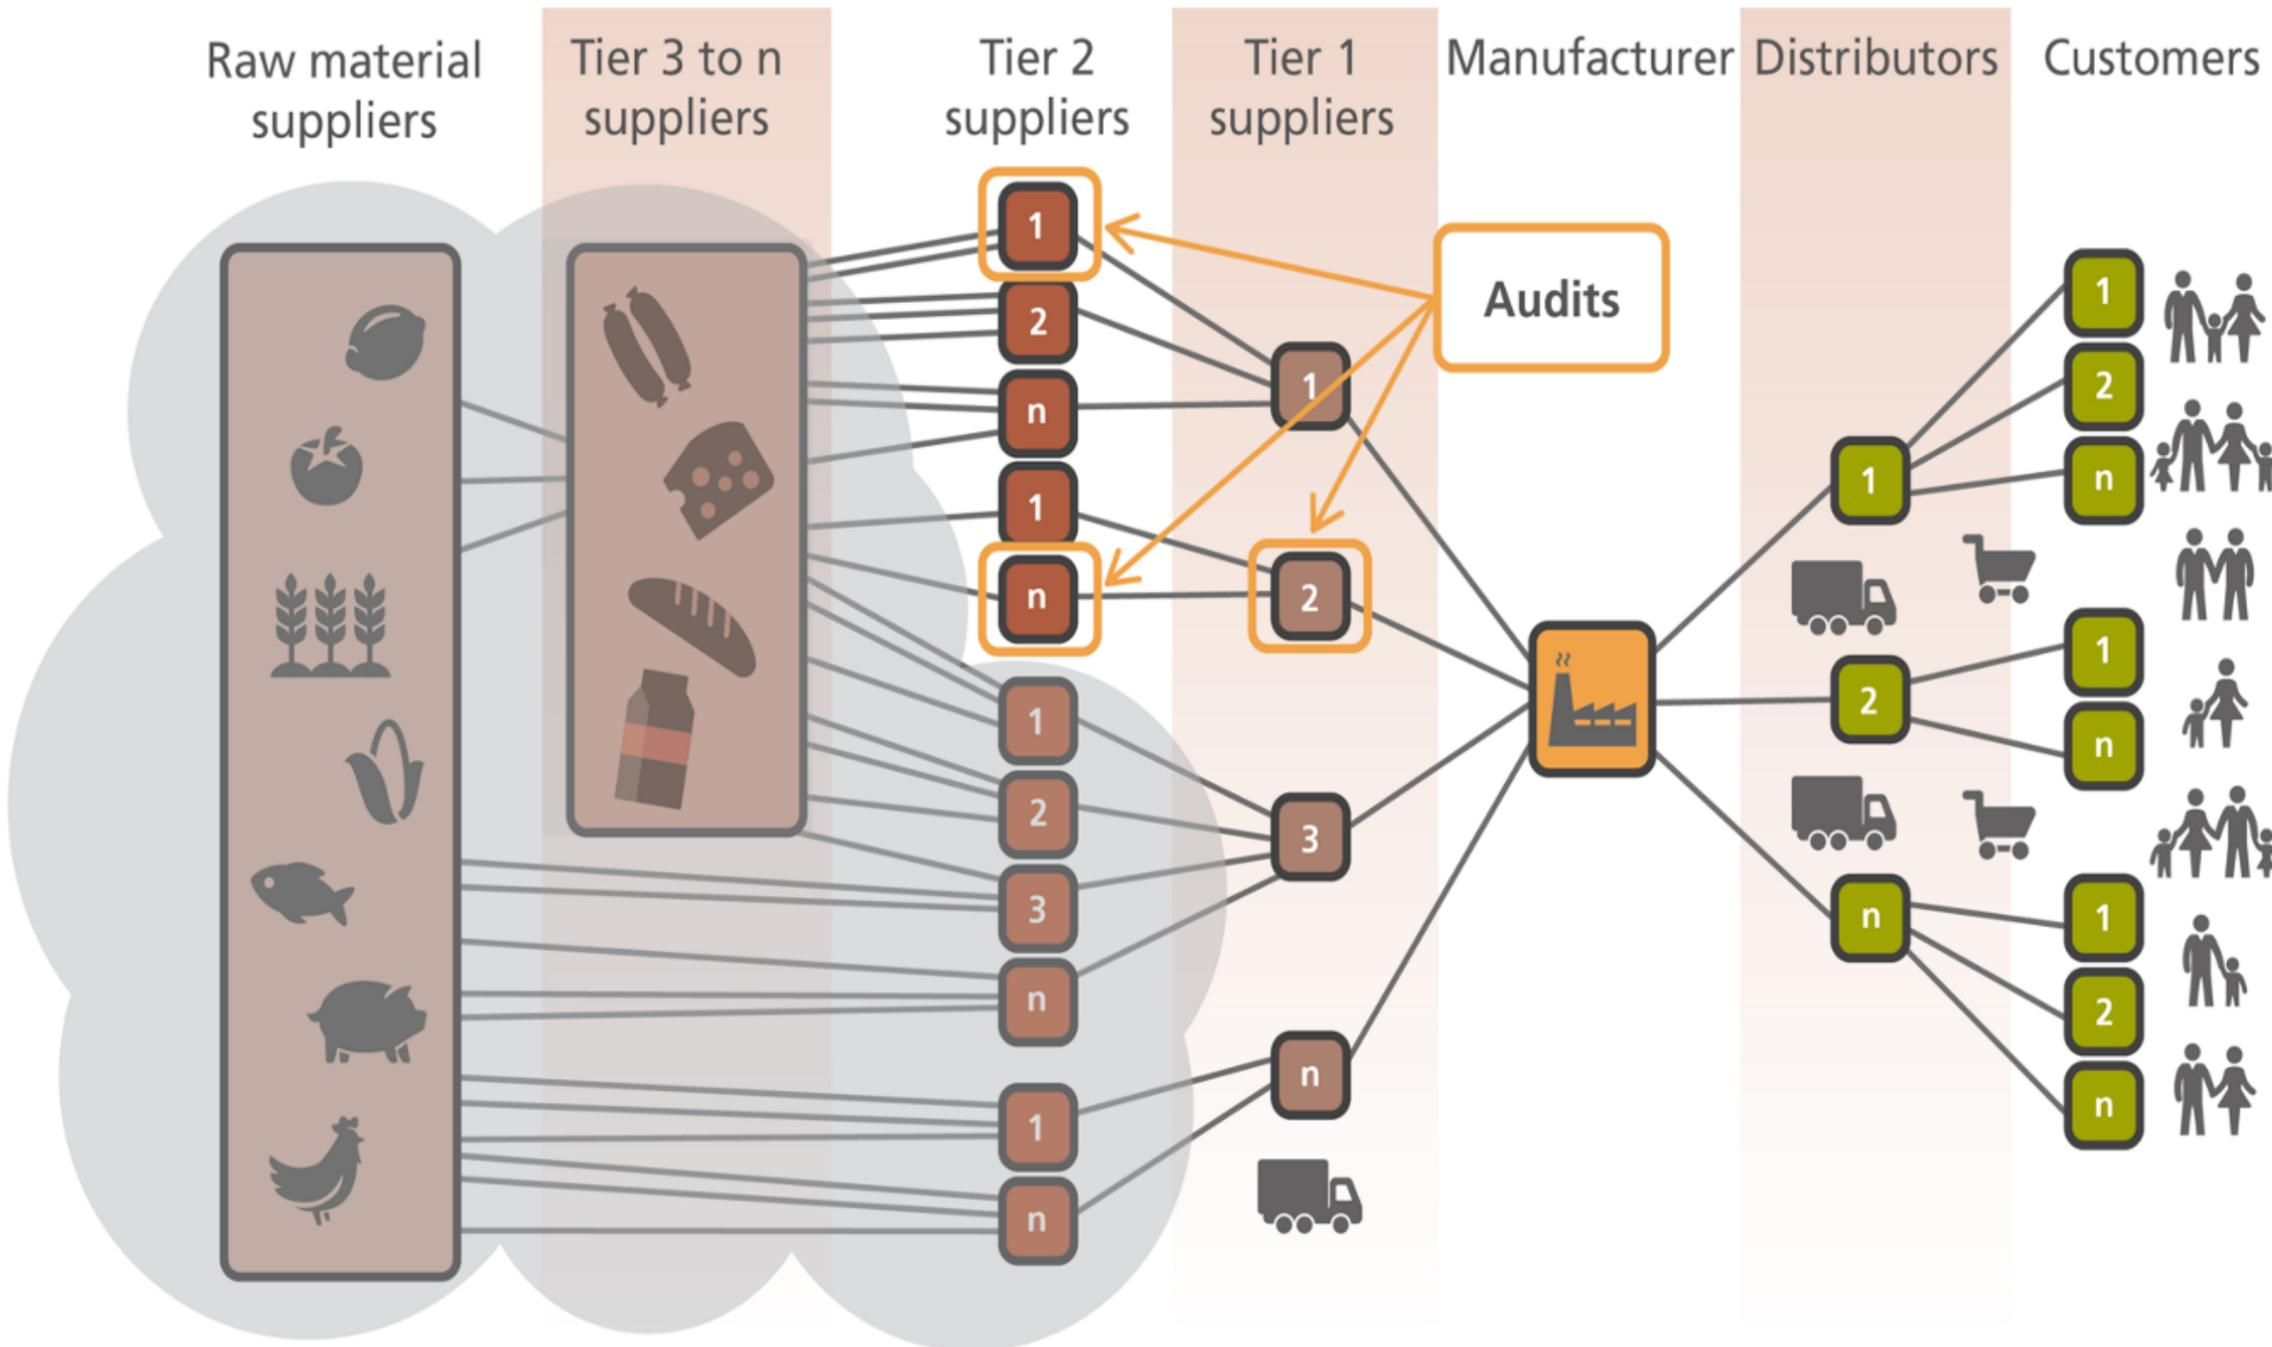 Raw material
suppliers
Tier 3 to n
suppliers
Tier 2
suppliers
Tier 1
suppliers
Manufacturer
Distributors
Customers
1
2
n
1
n
1
2
3
n
1
n
1
2
3
n
Audits
1
2
n
1
2
n
1
n
1
2
n